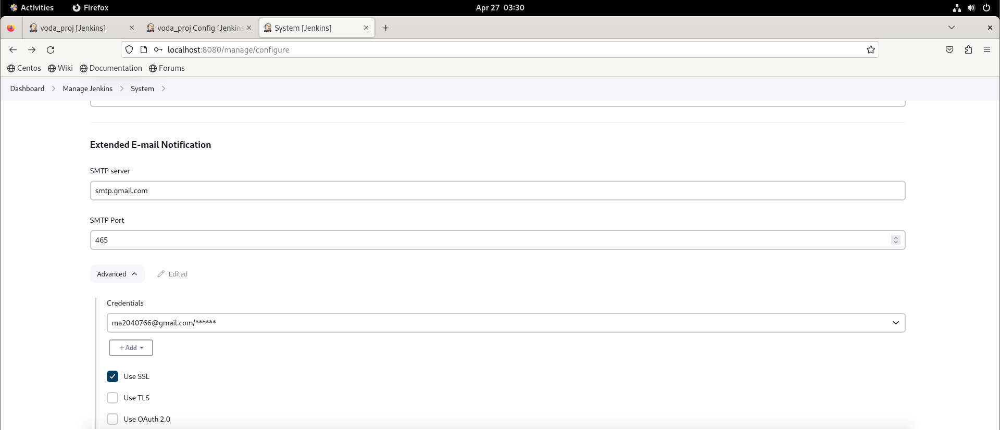 Activities Firefox Apr 27 03:30
voda_proj [Jenkins] voda_proj Config [Jenkins System [Jenkins]
localhost:8080/manage/configure
Centos Wiki Documentation Forums
Dashboard Manage Jenkins System
Extended E-mail Notification
SMTP server
smtp.gmail.com
SMTP Port
465
Advanced Edited
Credentials
ma2040766@gmail.com/******
+ Add
Use SSL
Use TLS
Use OAuth 2.0